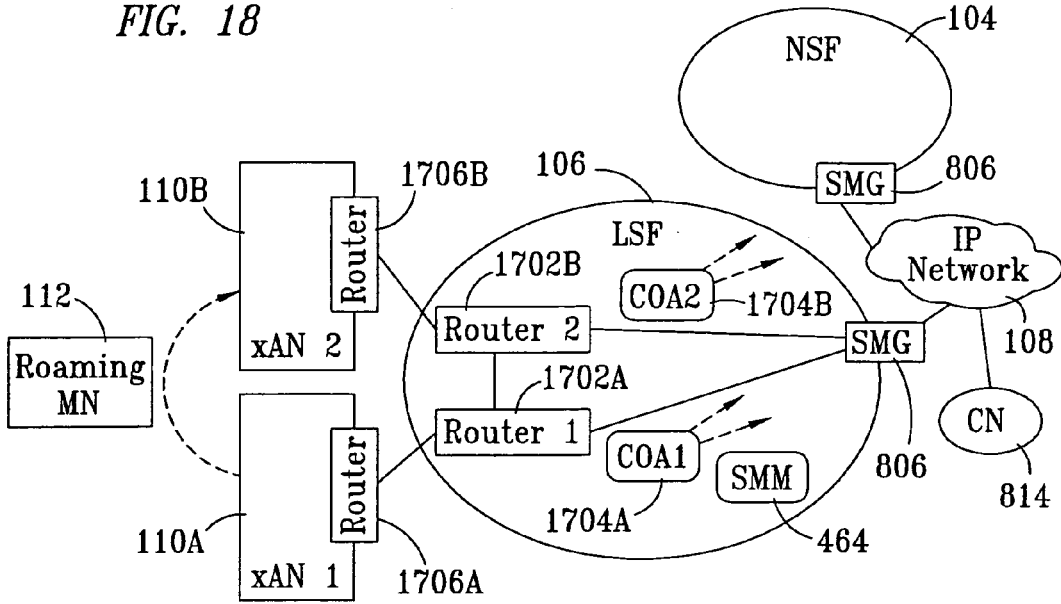 FIG. 18
104
NSF
SMG
806
IP
Network
108
CN
814
110B
1706B
Router
xAN 2
112
Roaming
MN
106
LSF
1702B
Router 2
COA2
1704B
SMG
806
1702A
Router 1
COA1
1704A
SMM
464
Router
xAN 1
110A
1706A